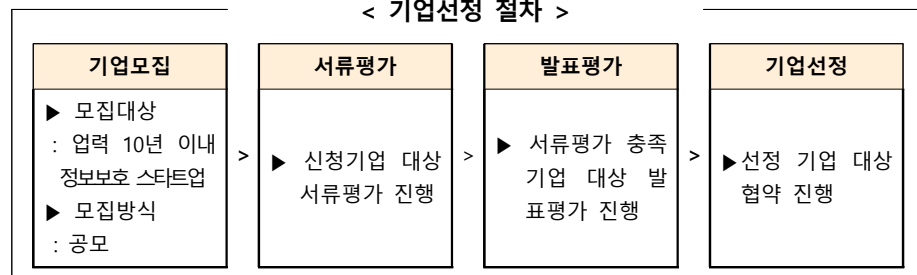 < 기업선정 절차 >
기업모집
▶ 모집대상
: 업력 10년 이내
정보보호 스타트업
▶ 모집방식
: 공모
>
서류평가
▶ 신청기업 대상
서류평가 진행
>
발표평가
▶ 서류평가 충족
기업 대상 발
표평가 진행
>
기업선정
▶선정 기업 대상
협약 진행